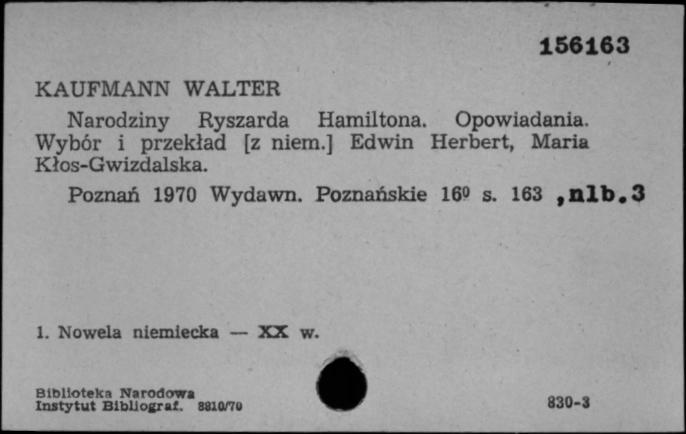 156163
KAUFMANN WALTER
Narodziny Ryszarda Hamiltona. Opowiadania.
Wybór i przekład [z niem.] Edwin Herbert, Maria
Kłos-Gwizdalska.
Poznań 1970 Wydawn. Poznańskie 16º s. 163 ,nlb.3
1. Nowela niemiecka — XX w.
Biblioteka Narodowa
Instytut Bibliograf. 8810/70
830-3